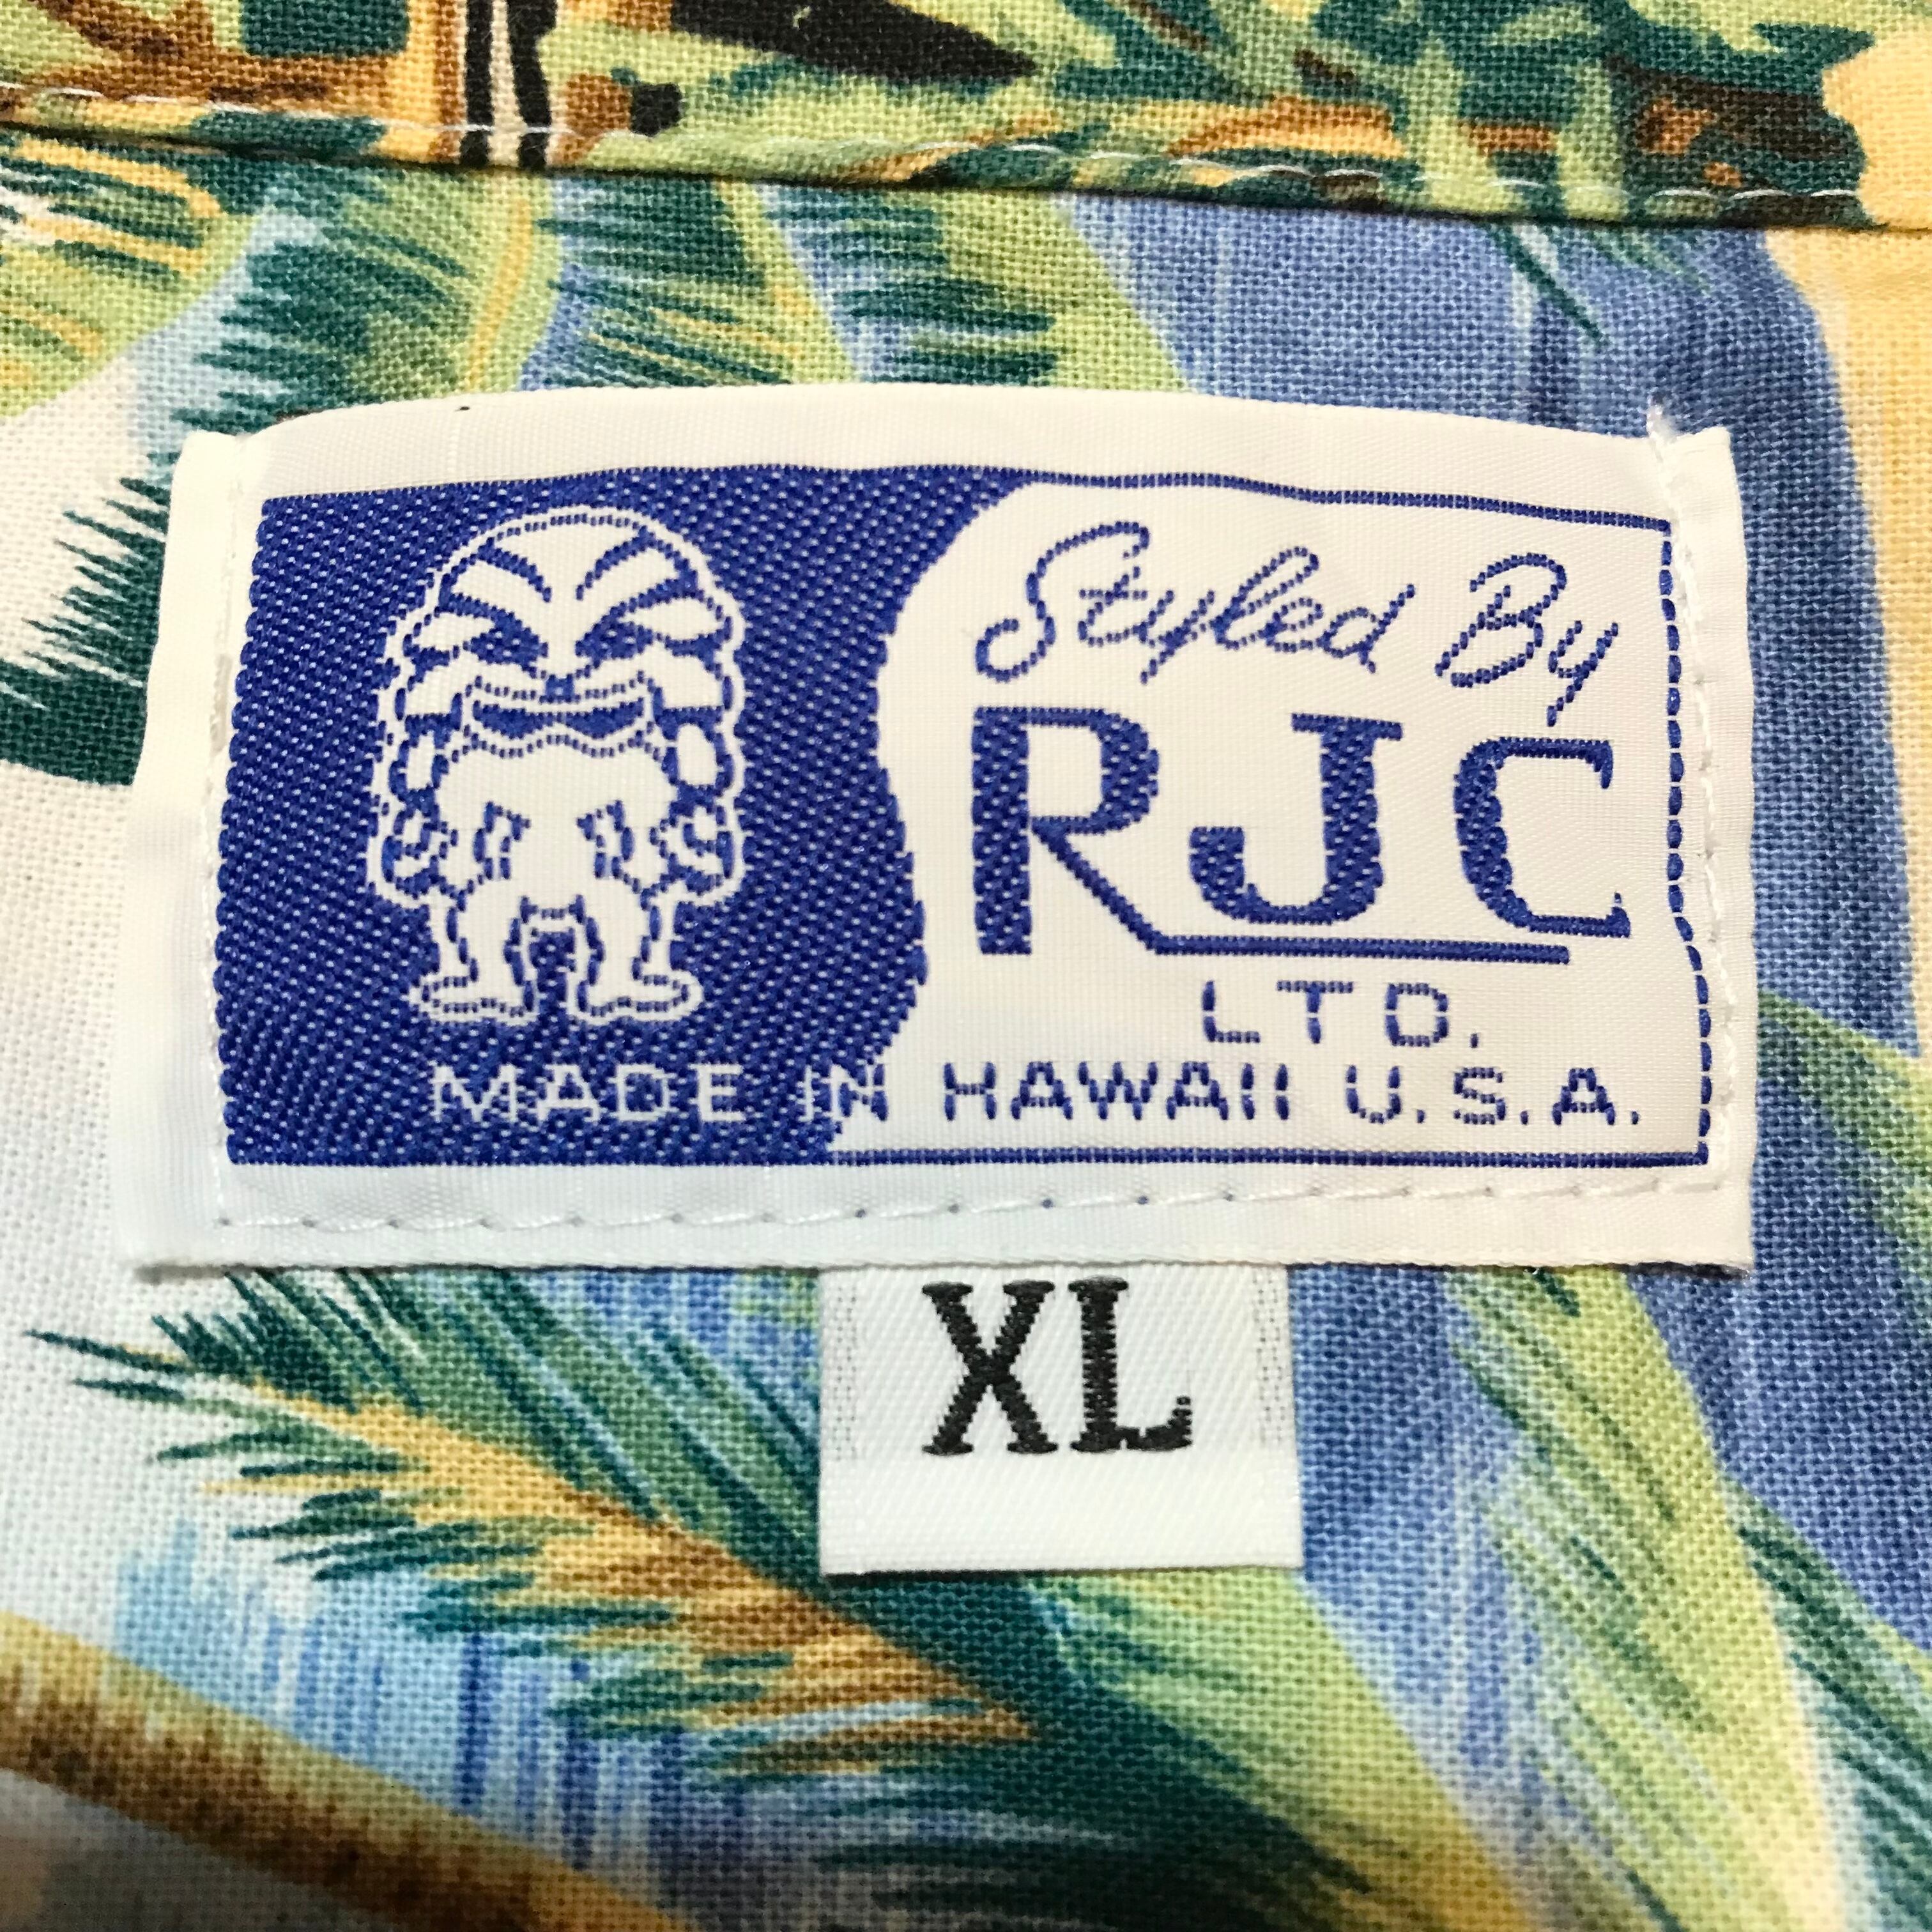 Styled By
RJC
LTD.
MADE IN HAWAII U.S.A.
XL